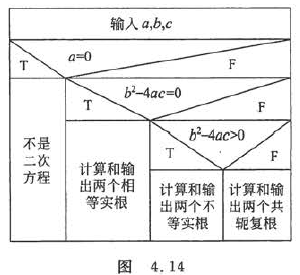 输入 a,b,c
a=0
T
F
b²-4ac=0
T
F
b²-4ac>0
T
F
不是
二次
方程
计算和输
出两个相
等实根
计算和输
出两个不
等实根
计算和输
出两个共
轭复根
图 4.14